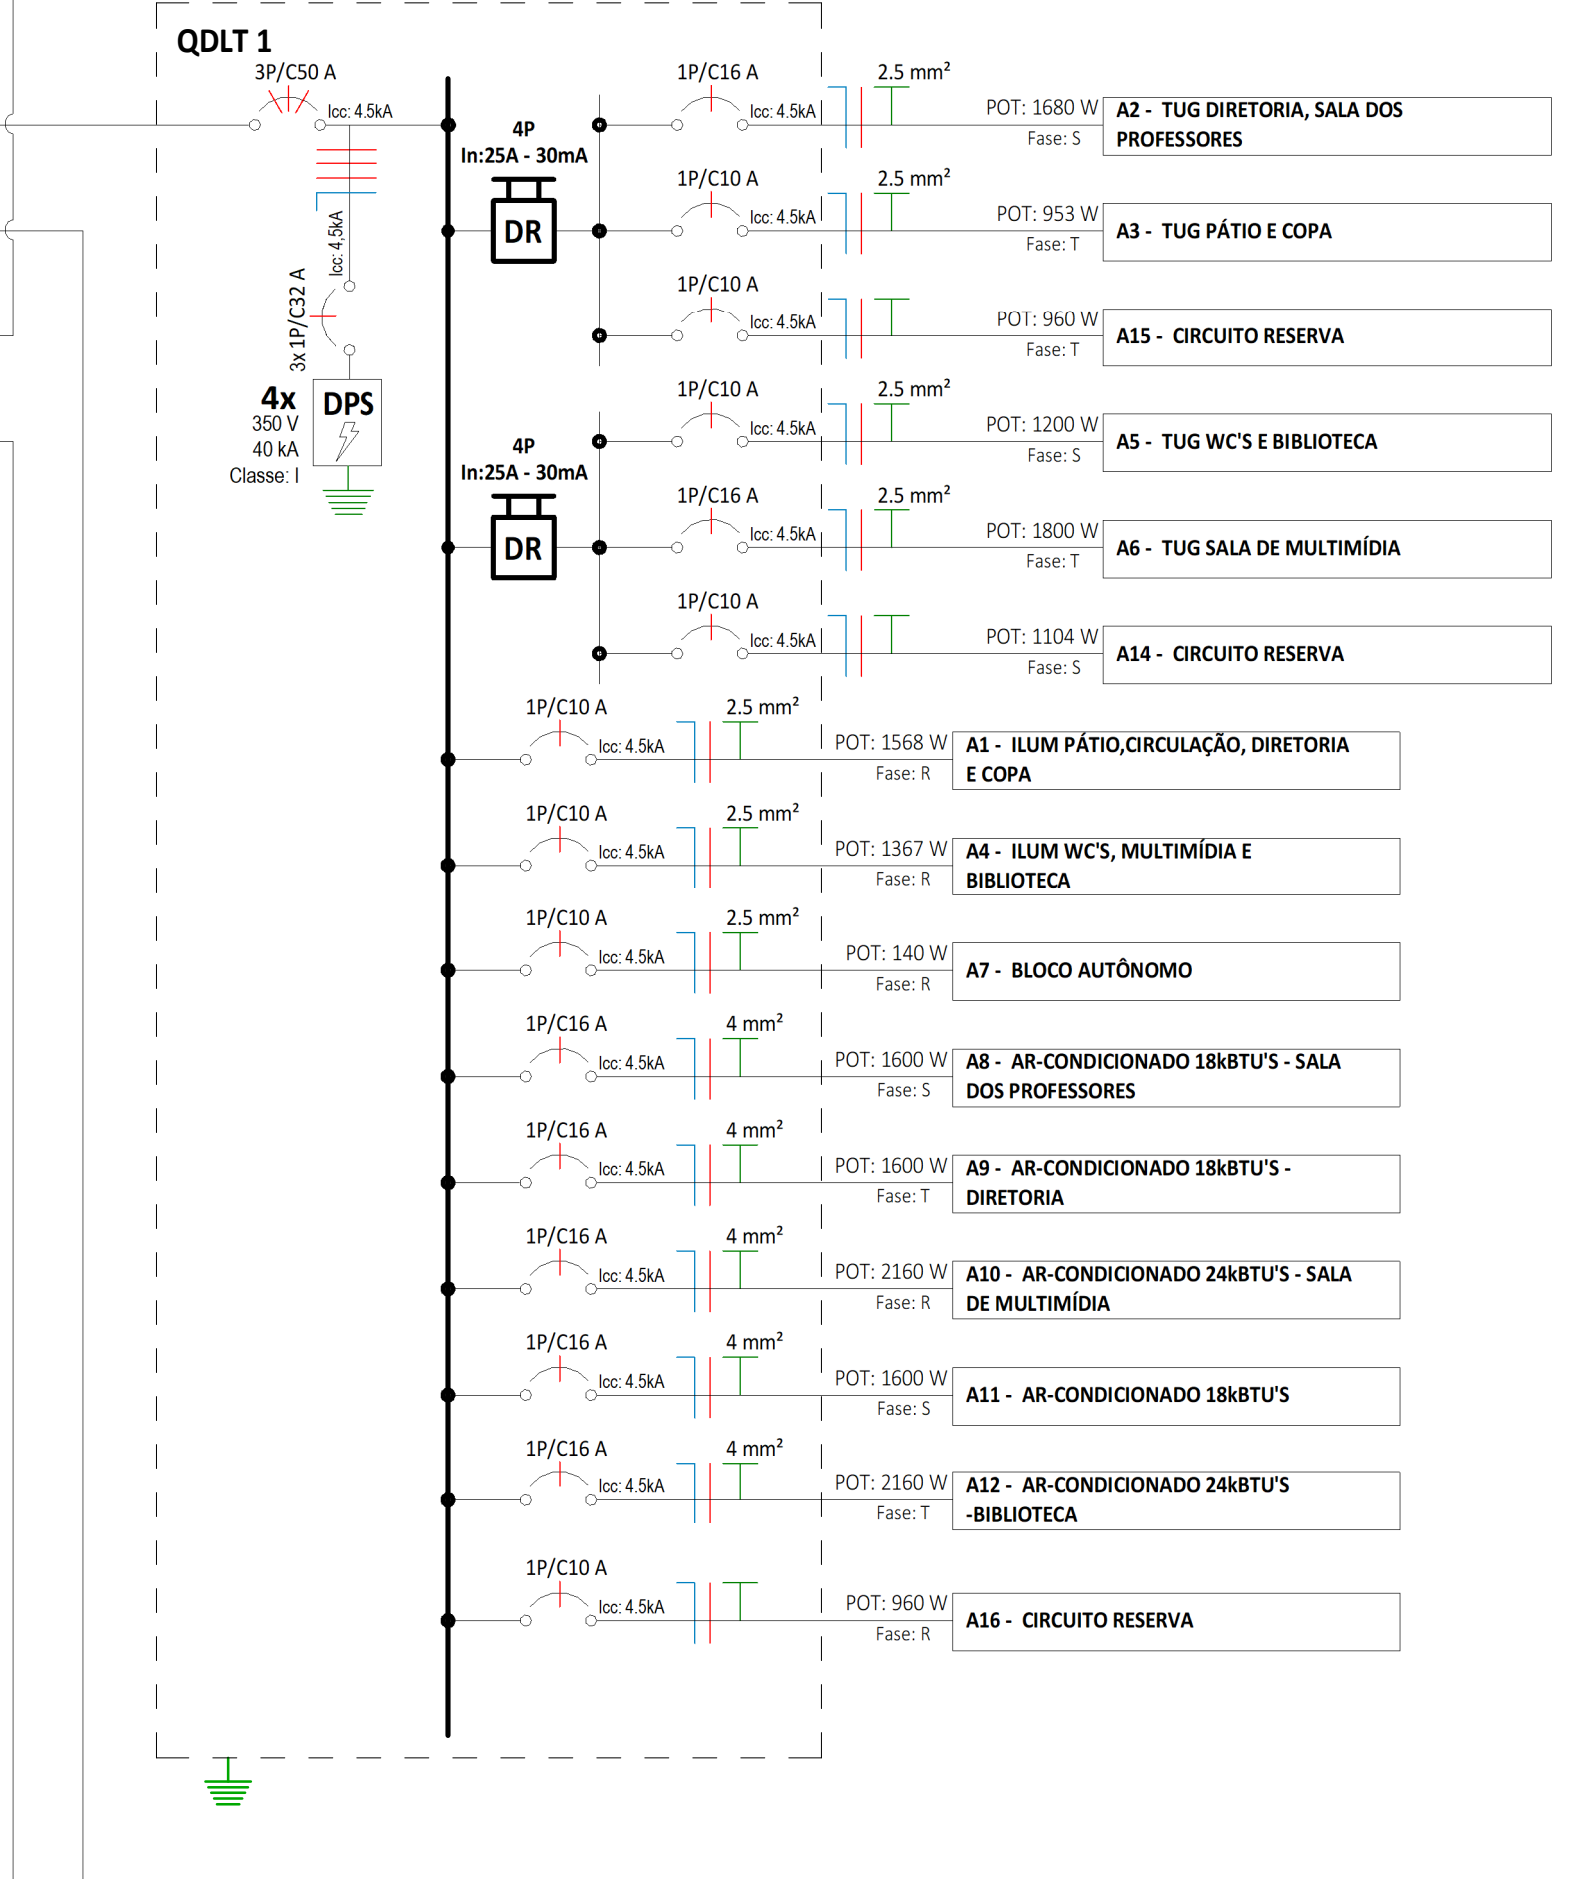 QDLT 1
3P/C50 A
Icc: 4.5kA
Icc: 4,5kA
3x 1P/C32 A
4x
350 V
40 kA
Classe: I
DPS
4P
In:25A - 30mA
DR
1P/C16 A
Icc: 4.5kA
2.5 mm²
POT: 1680 W
Fase: S
A2 - TUG DIRETORIA, SALA DOS
PROFESSORES
1P/C10 A
Icc: 4.5kA
2.5 mm²
POT: 953 W
Fase: T
A3 - TUG PÁTIO E COPA
1P/C10 A
Icc: 4.5kA
POT: 960 W
Fase: T
A15 - CIRCUITO RESERVA
4P
In:25A - 30mA
DR
1P/C10 A
Icc: 4.5kA
2.5 mm²
POT: 1200 W
Fase: S
A5 - TUG WC'S E BIBLIOTECA
1P/C16 A
Icc: 4.5kA
2.5 mm²
POT: 1800 W
Fase: T
A6 - TUG SALA DE MULTIMÍDIA
1P/C10 A
Icc: 4.5kA
POT: 1104 W
Fase: S
A14 - CIRCUITO RESERVA
1P/C10 A
Icc: 4.5kA
2.5 mm²
POT: 1568 W
Fase: R
A1 - ILUM PÁTIO,CIRCULAÇÃO, DIRETORIA
E COPA
1P/C10 A
Icc: 4.5kA
2.5 mm²
POT: 1367 W
Fase: R
A4 - ILUM WC'S, MULTIMÍDIA E
BIBLIOTECA
1P/C10 A
Icc: 4.5kA
2.5 mm²
POT: 140 W
Fase: R
A7 - BLOCO AUTÔNOMO
1P/C16 A
Icc: 4.5kA
4 mm²
POT: 1600 W
Fase: S
A8 - AR-CONDICIONADO 18kBTU'S - SALA
DOS PROFESSORES
1P/C16 A
Icc: 4.5kA
4 mm²
POT: 1600 W
Fase: T
A9 - AR-CONDICIONADO 18kBTU'S -
DIRETORIA
1P/C16 A
Icc: 4.5kA
4 mm²
POT: 2160 W
Fase: R
A10 - AR-CONDICIONADO 24kBTU'S - SALA
DE MULTIMÍDIA
1P/C16 A
Icc: 4.5kA
4 mm²
POT: 1600 W
Fase: S
A11 - AR-CONDICIONADO 18kBTU'S
1P/C16 A
Icc: 4.5kA
4 mm²
POT: 2160 W
Fase: T
A12 - AR-CONDICIONADO 24kBTU'S
-BIBLIOTECA
1P/C10 A
Icc: 4.5kA
POT: 960 W
Fase: R
A16 - CIRCUITO RESERVA